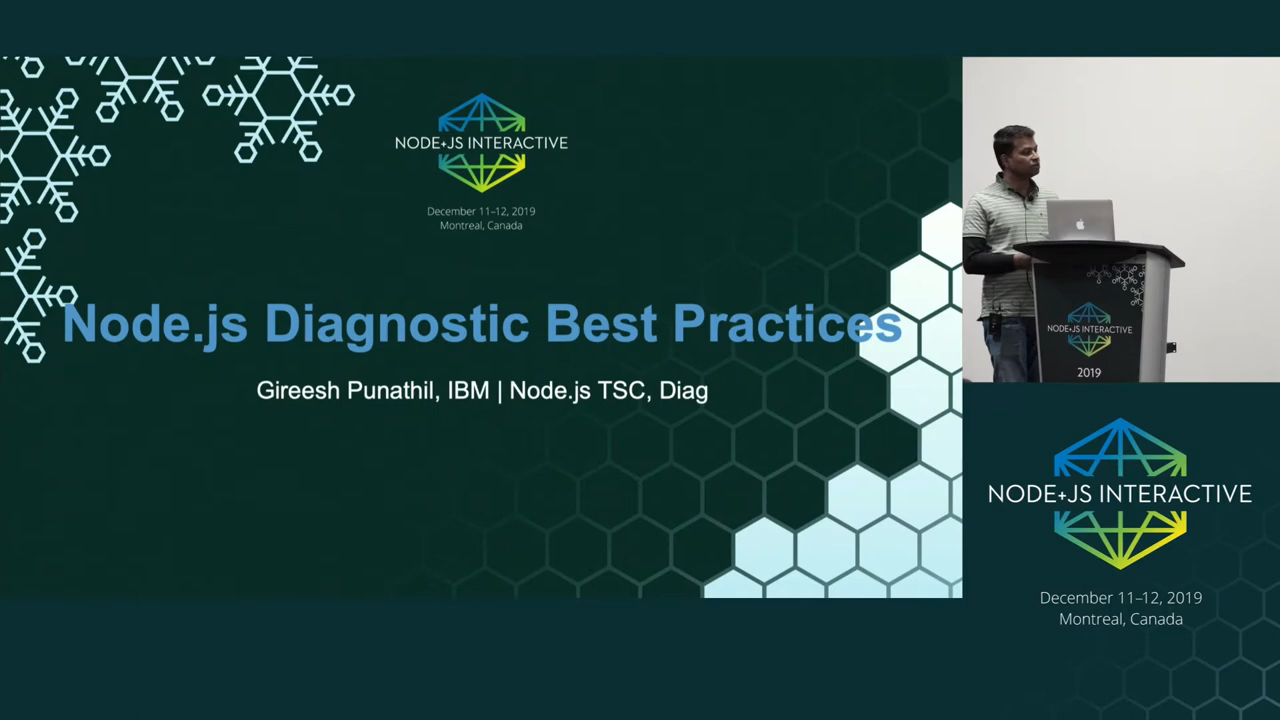 NODE+JS INTERACTIVE
December 11–12, 2019
Montreal, Canada
Node.js Diagnostic Best Practices
Gireesh Punathil, IBM | Node.js TSC, Diag
NODE+JS INTERACTIVE
2019
NODE+JS INTERACTIVE
December 11–12, 2019
Montreal, Canada